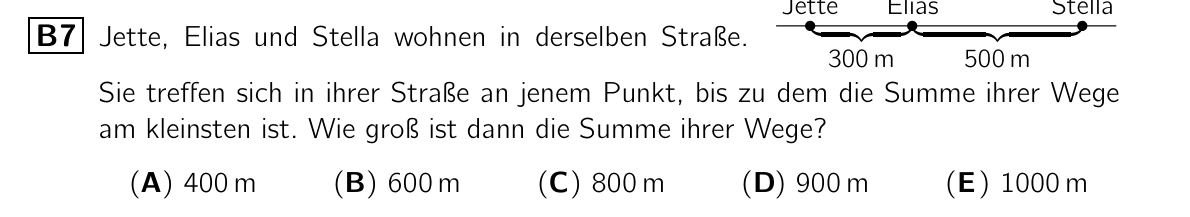 Jette Elias Stella
B7 Jette, Elias und Stella wohnen in derselben Straße.
300 m 500 m
Sie treffen sich in ihrer Straße an jenem Punkt, bis zu dem die Summe ihrer Wege
am kleinsten ist. Wie groß ist dann die Summe ihrer Wege?
(A) 400 m (B) 600 m (C) 800 m (D) 900 m (E) 1000 m